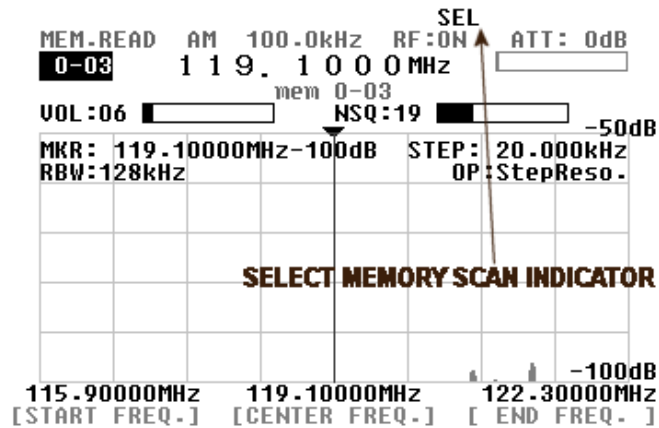 SEL
MEM-READ AM 100.0kHz RF:ON ATT: 0dB
0-03 119.1000MHz
mem 0-03
VOL:06 NSQ:19
-50dB
MKR: 119.10000MHz-100dB STEP: 20.000kHz
RBW:128kHz OP:StepReso.
SELECT MEMORY SCAN INDICATOR
-100dB
115.90000MHz 119.10000MHz 122.30000MHz
[START FREQ.] [CENTER FREQ.] [ END FREQ. ]